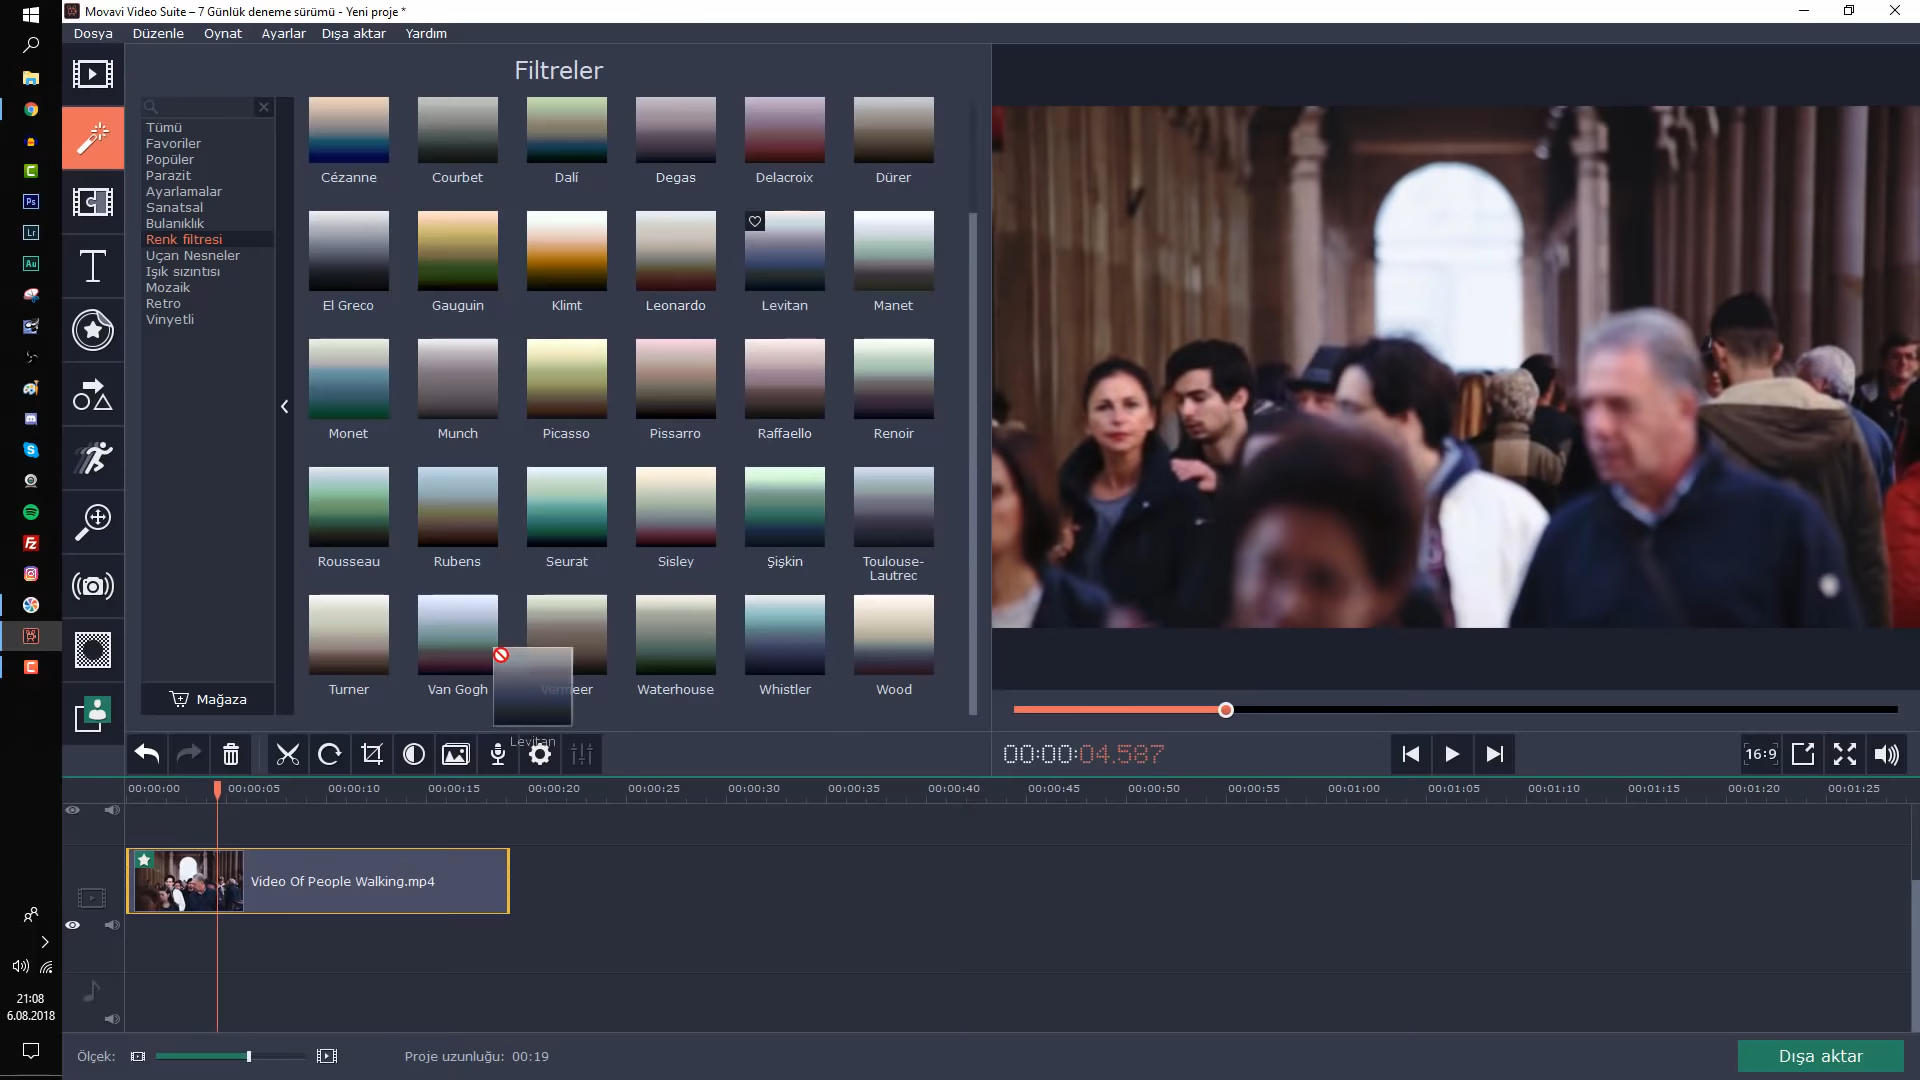 Movavi Video Suite – 7 Günlük deneme sürümü - Yeni proje *
Dosya Düzenle Oynat Ayarlar Dışa aktar Yardım
Filtreler
Tümü
Favoriler
Popüler
Parazit
Ayarlamalar
Sanatsal
Bulanıklık
Renk filtresi
Uçan Nesneler
Işık sızıntısı
Mozaik
Retro
Vinyetli
Mağaza
Cézanne Courbet Dalí Degas Delacroix Dürer
El Greco Gauguin Klimt Leonardo Levitan Manet
Monet Munch Picasso Pissarro Raffaello Renoir
Rousseau Rubens Seurat Sisley Şişkin Toulouse-
Lautrec
Turner Van Gogh Vermeer Waterhouse Whistler Wood
Levitan
Ps
Lr
Au
Fz
00:00:04.587
16:9
00:00:00 00:00:05 00:00:10 00:00:15 00:00:20 00:00:25 00:00:30 00:00:35 00:00:40 00:00:45 00:00:50 00:00:55 00:01:00 00:01:05 00:01:10 00:01:15 00:01:20 00:01:25
Video Of People Walking.mp4
21:08
6.08.2018
Ölçek: Proje uzunluğu: 00:19
Dışa aktar